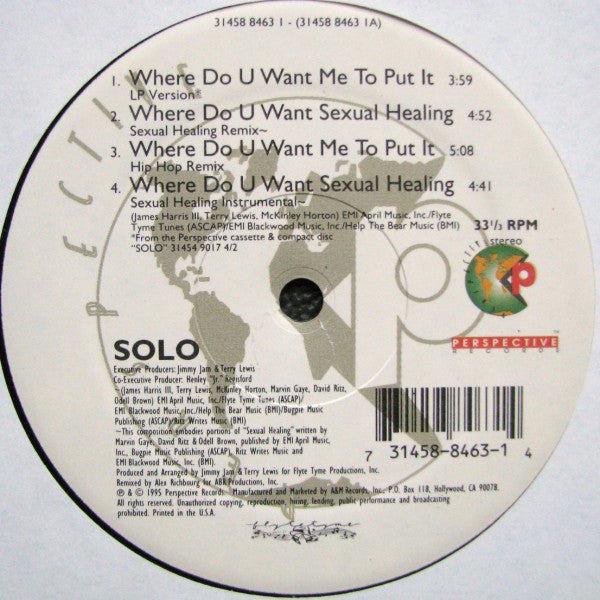 31458 8463 1 - (31458 8463 1A)
1. Where Do U Want Me To Put It 3:59
LP Version*
2. Where Do U Want Sexual Healing 4:52
Sexual Healing Remix~
3. Where Do U Want Me To Put It 5:08
Hip Hop Remix
4. Where Do U Want Sexual Healing 4:41
Sexual Healing Instrumental~
(James Harris III, Terry Lewis, McKinley Horton) EMI April Music, Inc./Flyte
Tyme Tunes (ASCAP)/EMI Blackwood Music, Inc./Help The Bear Music (BMI)
*From the Perspective cassette & compact disc
"SOLO" 31454 9017 4/2
33 1/3 RPM
stereo
P
PERSPECTIVE
RECORDS
SOLO
Executive Producers: Jimmy Jam & Terry Lewis
Co-Executive Producer: Henley "Jr." Regisford
~(James Harris III, Terry Lewis, McKinley Horton, Marvin Gaye, David Ritz,
Odell Brown) EMI April Music, Inc./Flyte Tyme Tunes (ASCAP)/
EMI Blackwood Music, Inc./Help The Bear Music (BMI)/Bugpie Music
Publishing (ASCAP)/Ritz Writes Music (BMI)
~This composition embodies portions of "Sexual Healing" written by
Marvin Gaye, David Ritz & Odell Brown, published by EMI April Music,
Inc., Bugpie Music Publishing (ASCAP), Ritz Writes Music and
EMI Blackwood Music, Inc. (BMI).
Produced and Arranged by Jimmy Jam & Terry Lewis for Flyte Tyme Productions, Inc.
Remixed by Alex Richbourg for ABR Productions, Inc.
℗ & © 1995 Perspective Records. Manufactured and Marketed by A&M Records, Inc., P.O. Box 118, Hollywood, CA 90078.
All rights reserved. Unauthorized copying, reproduction, hiring, lending, public performance and broadcasting
prohibited. Printed in the U.S.A.
7 31458-8463-1 4